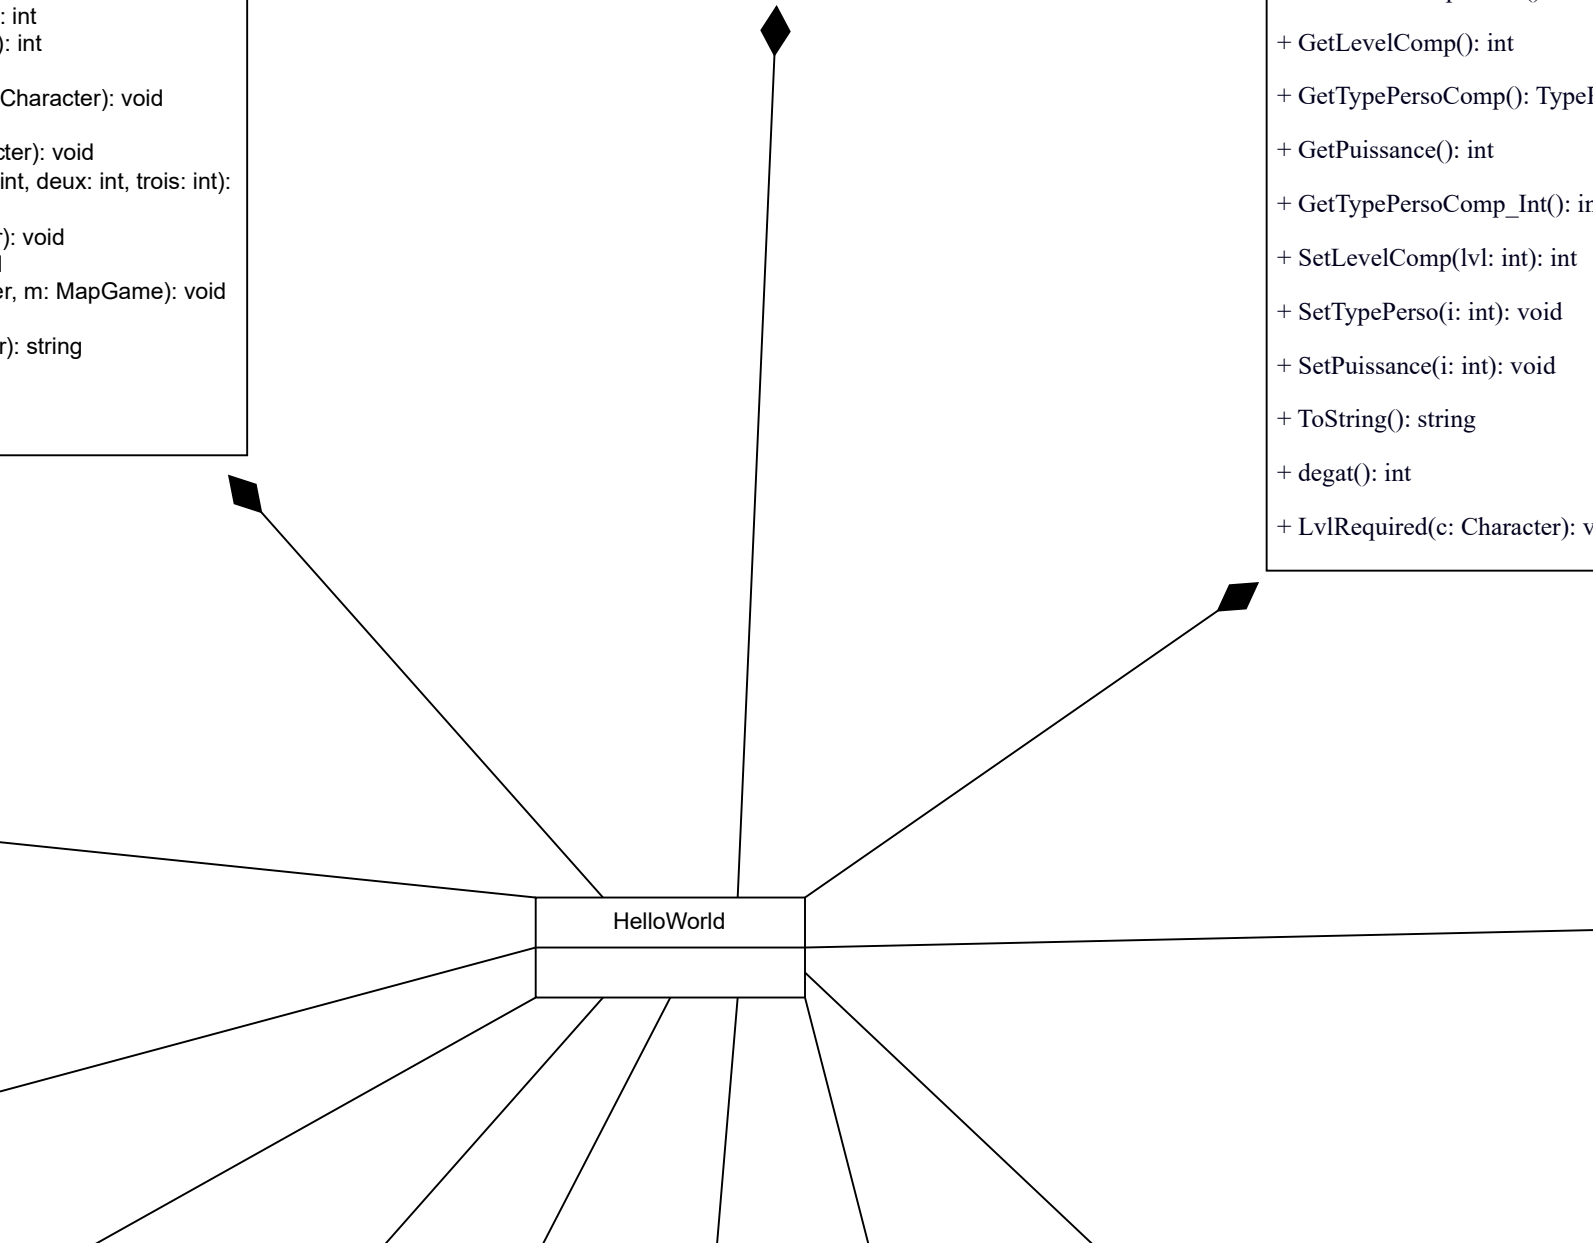 : int
): int
Character): void
cter): void
int, deux: int, trois: int):
r): void
er, m: MapGame): void
r): string
+ GetLevelComp(): int
+ GetTypePersoComp():
+ GetPuissance(): int
+ GetTypePersoComp_Int():
+ SetLevelComp(lvl: int): int
+ SetTypePerso(i: int): void
+ SetPuissance(i: int): void
+ ToString(): string
+ degat(): int
+ LvlRequired(c: Character):
HelloWorld